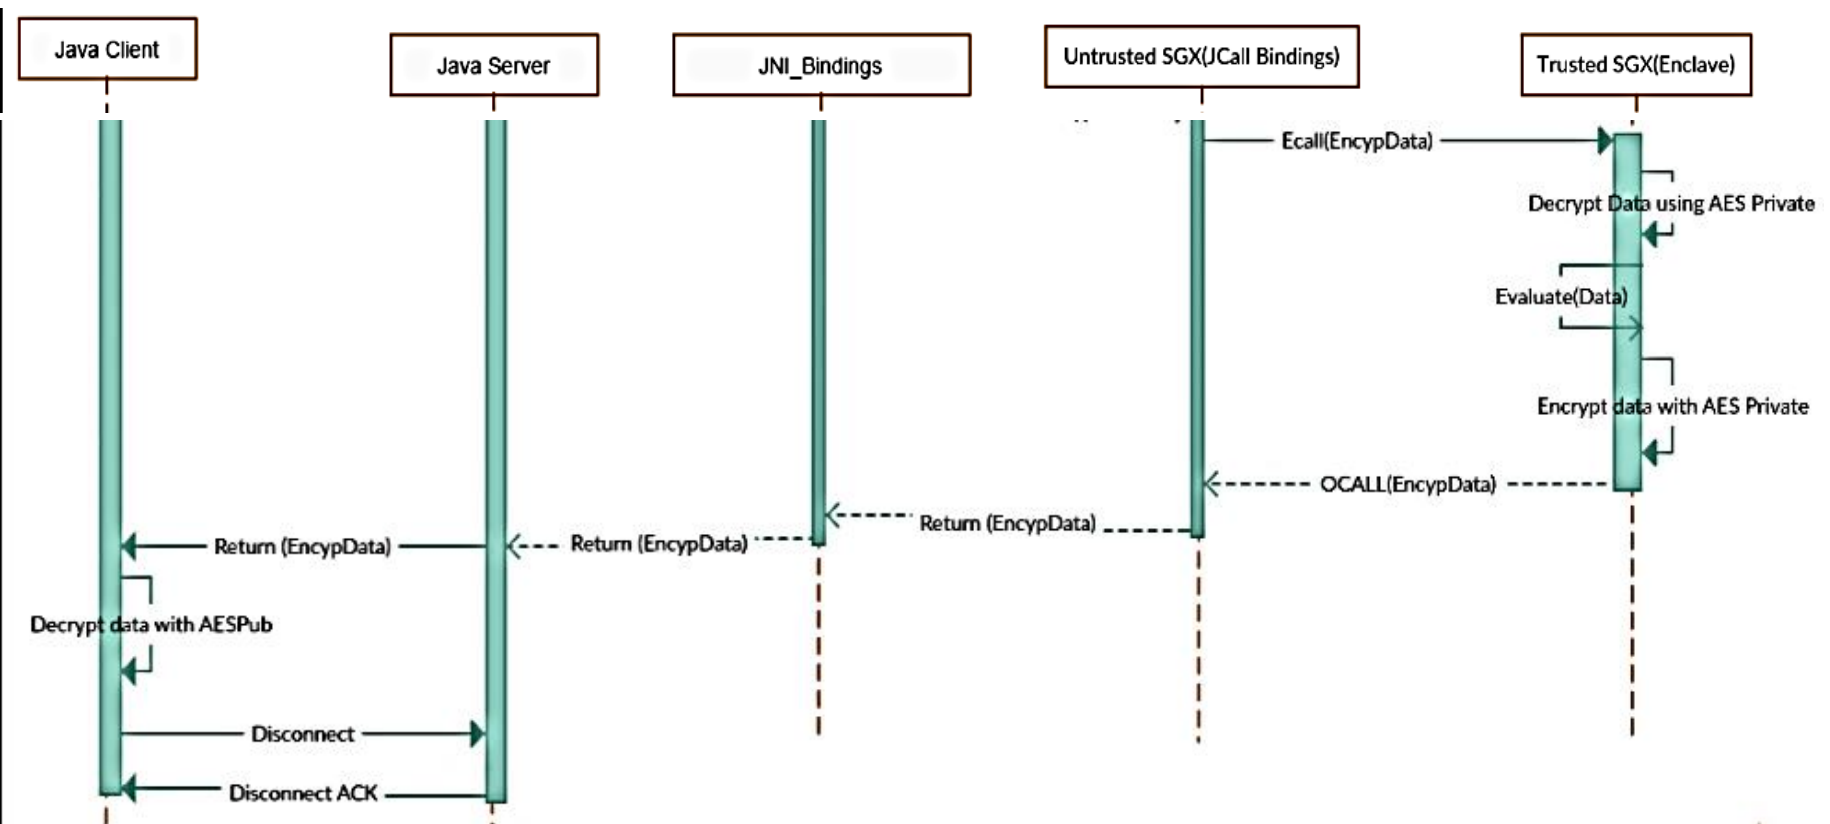 Java Client
Java Server
JNI_Bindings
Untrusted SGX(JCall Bindings)
Trusted SGX(Enclave)
Ecall(EncypData)
Decrypt Data using AES Private
Evaluate(Data)
Encrypt data with AES Private
OCALL(EncypData)
Return (EncypData)
Return (EncypData)
Return (EncypData)
Decrypt data with AESPub
Disconnect
Disconnect ACK